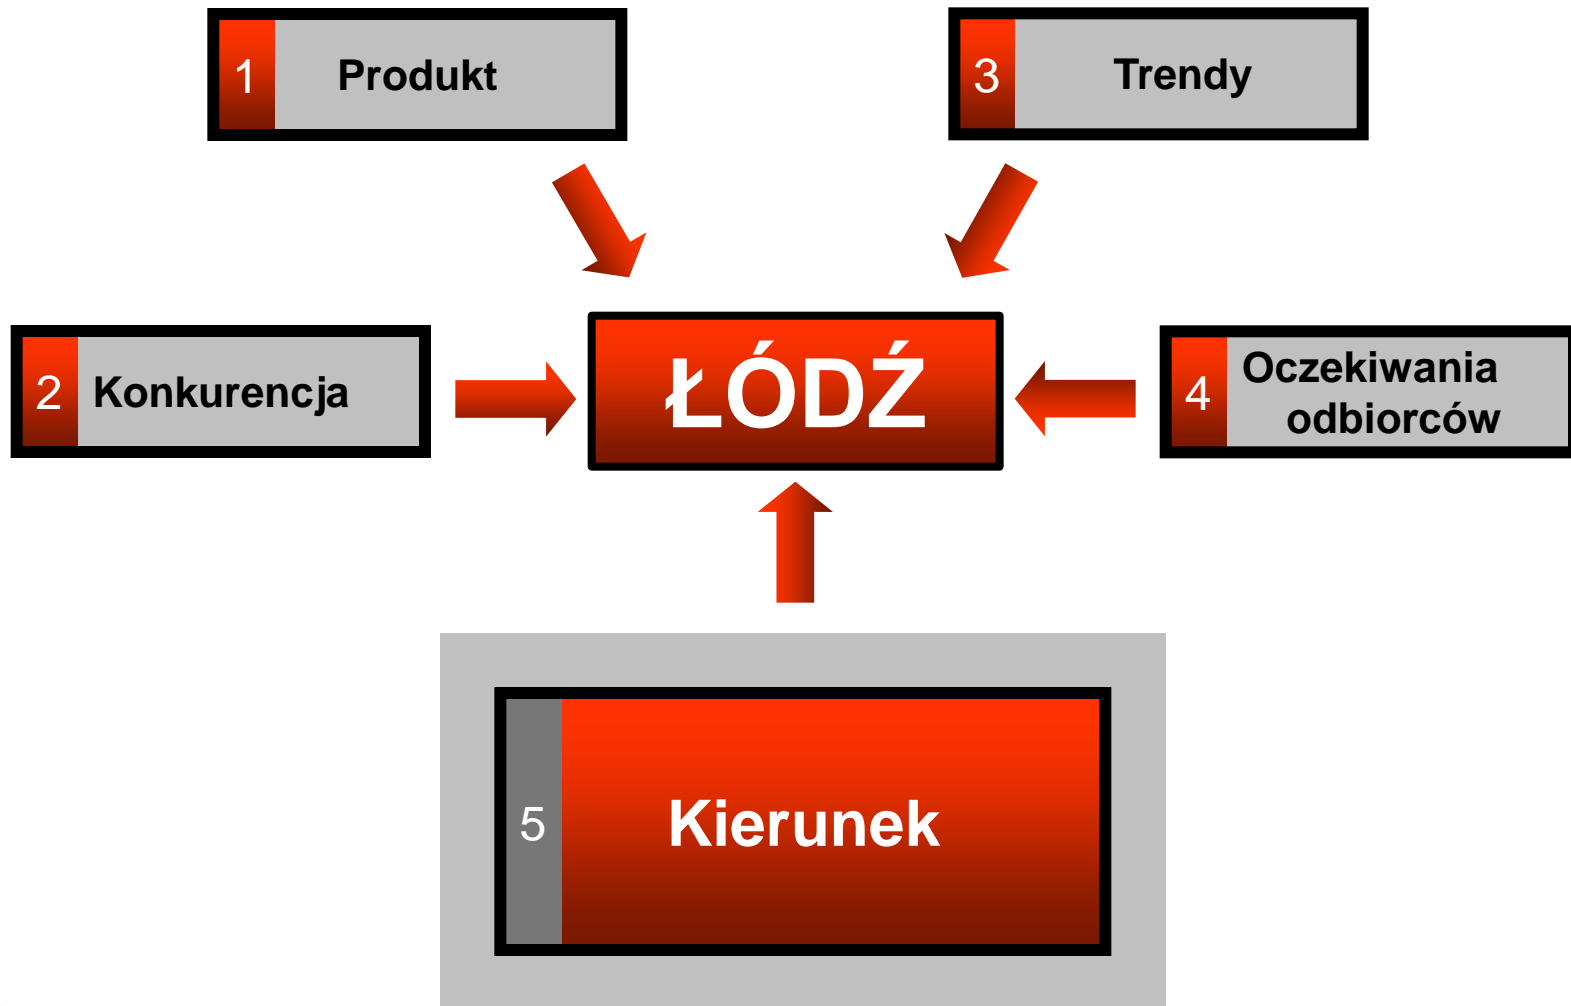 1 Produkt
3 Trendy
2 Konkurencja
ŁÓDŹ
4 Oczekiwania
odbiorców
5 Kierunek